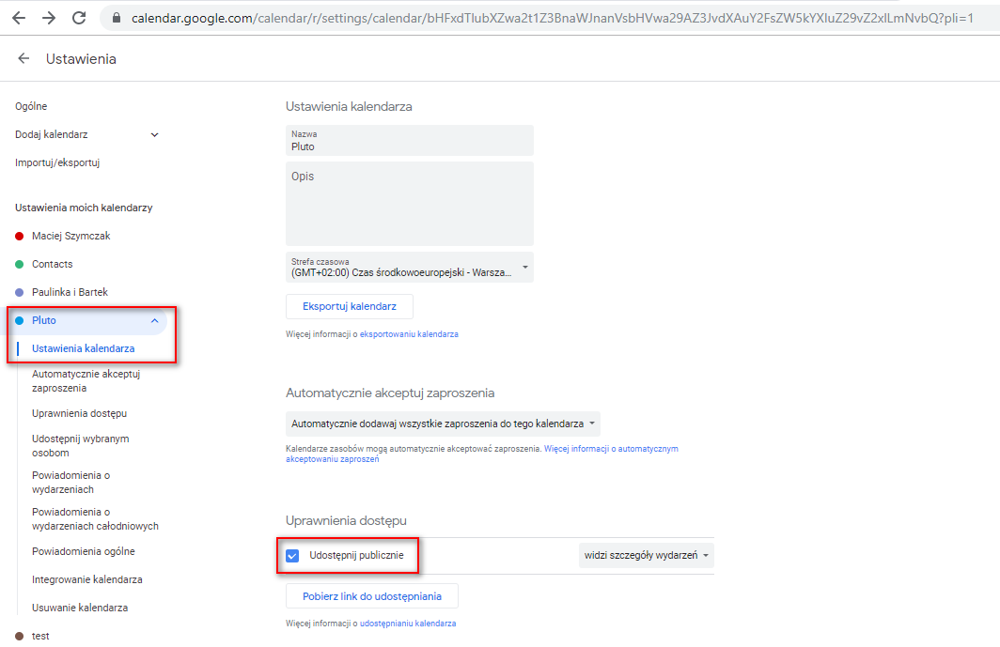 calendar.google.com/calendar/r/settings/calendar/bHFxdTlubXZwa2t1Z3BnaWJnanVsbHVwa29AZ3JvdXAuY2FsZW5kYXIuZ29vZ2xlLmNvbQ?pli=1
Ustawienia
Ogólne
Dodaj kalendarz
Importuj/eksportuj
Ustawienia moich kalendarzy
Maciej Szymczak
Contacts
Paulinka i Bartek
Pluto
Ustawienia kalendarza
Automatycznie akceptuj
zaproszenia
Uprawnienia dostępu
Udostępnij wybranym
osobom
Powiadomienia o
wydarzeniach
Powiadomienia o
wydarzeniach całodniowych
Powiadomienia ogólne
Integrowanie kalendarza
Usuwanie kalendarza
test
Ustawienia kalendarza
Nazwa
Pluto
Opis
Strefa czasowa
(GMT+02:00) Czas środkowoeuropejski - Warsza...
Eksportuj kalendarz
Więcej informacji o eksportowaniu kalendarza
Automatycznie akceptuj zaproszenia
Automatycznie dodawaj wszystkie zaproszenia do tego kalendarza
Kalendarze zasobów mogą automatycznie akceptować zaproszenia. Więcej informacji o automatycznym
akceptowaniu zaproszeń
Uprawnienia dostępu
Udostępnij publicznie
widzi szczegóły wydarzeń
Pobierz link do udostępniania
Więcej informacji o udostępnianiu kalendarza